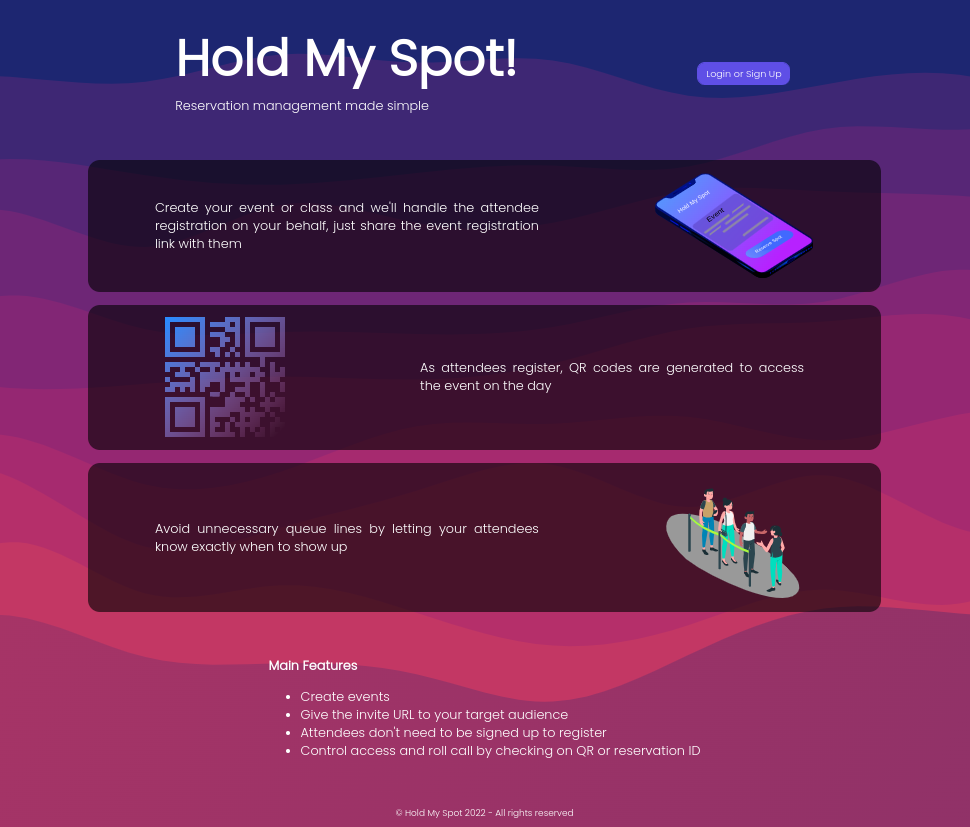 Hold My Spot!
Login or Sign Up
Reservation management made simple
Create your event or class and we'll handle the attendee
registration on your behalf, just share the event registration
link with them
Hold My Spot
Event
Reserve Spot
As attendees register, QR codes are generated to access
the event on the day
Avoid unnecessary queue lines by letting your attendees
know exactly when to show up
Main Features
• Create events
• Give the invite URL to your target audience
• Attendees don't need to be signed up to register
• Control access and roll call by checking on QR or reservation ID
© Hold My Spot 2022 - All rights reserved